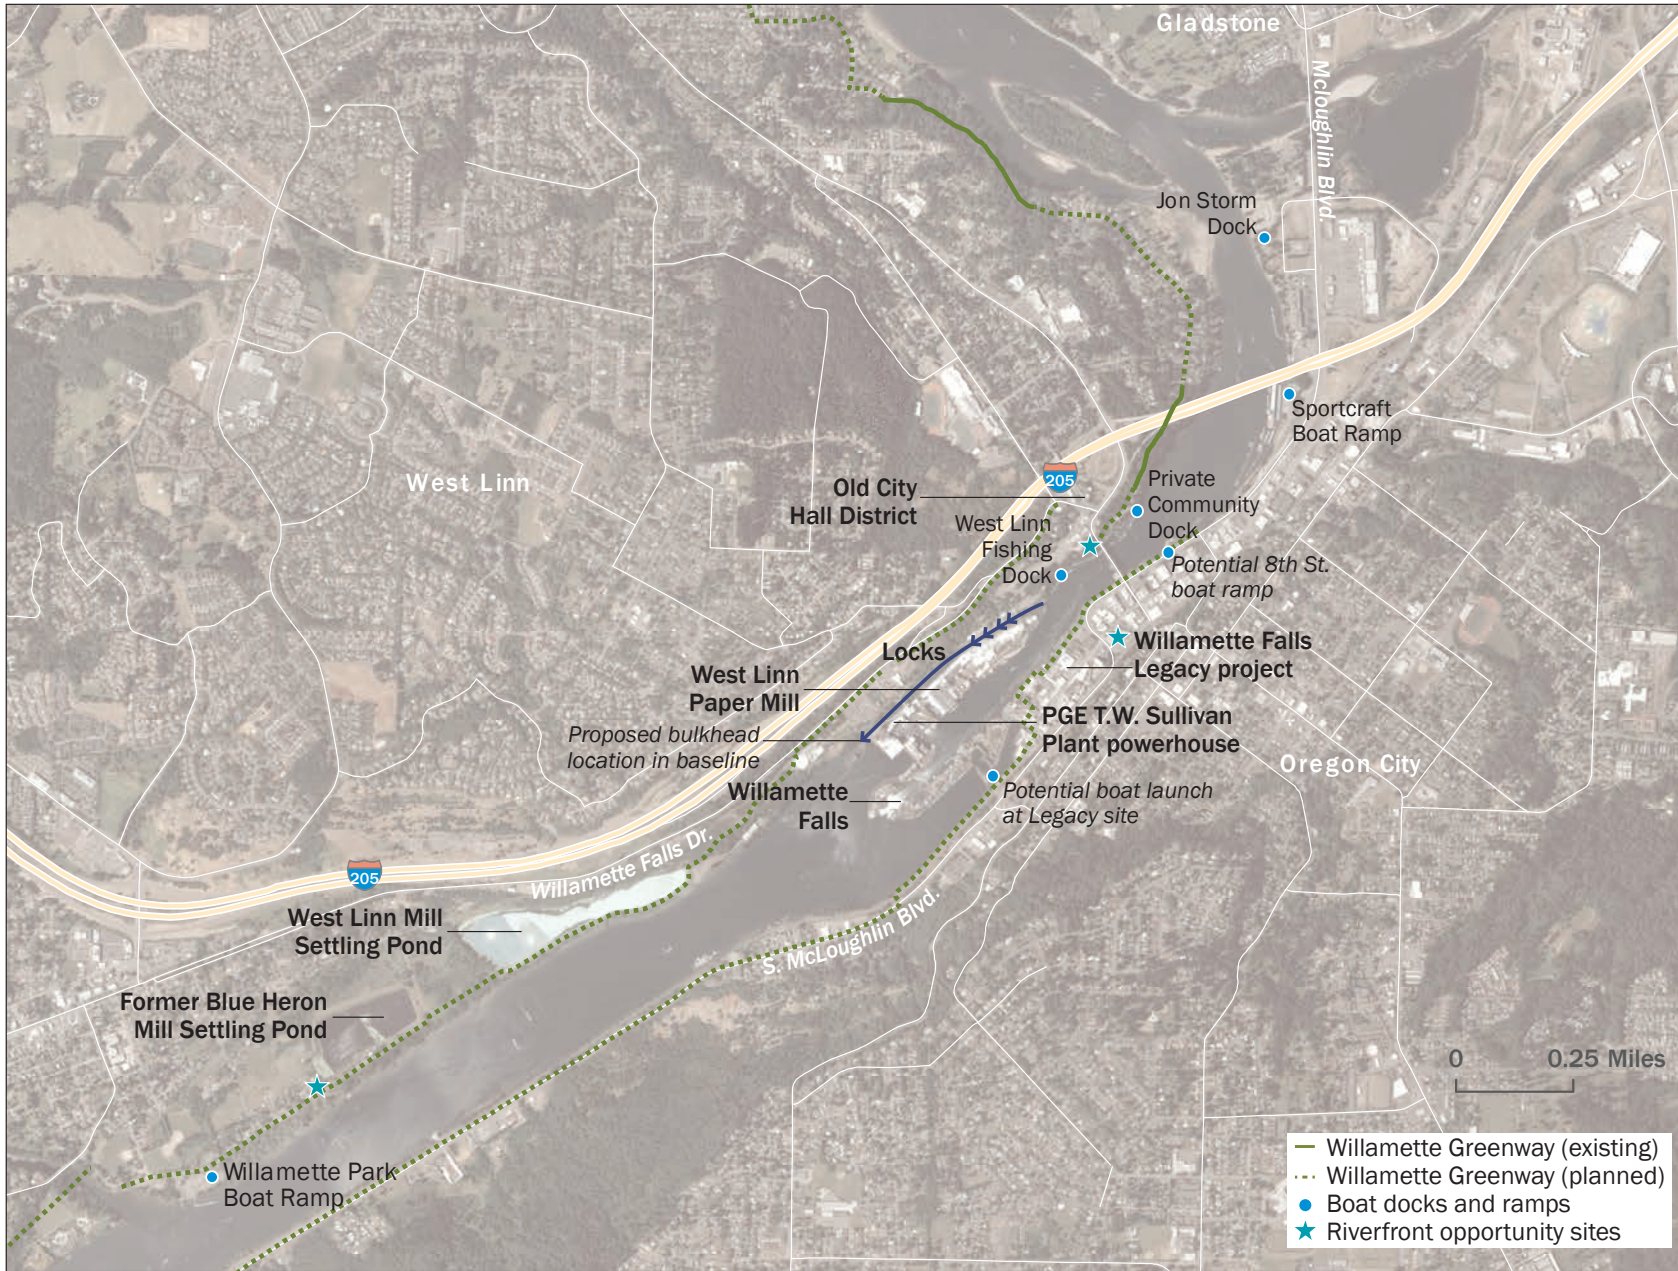 Gladstone
Mcloughlin Blvd.
Jon Storm
Dock
Sportcraft
Boat Ramp
West Linn
205
Old City
Hall District
Private
Community
Dock
West Linn
Fishing
Dock
Potential 8th St.
boat ramp
Locks
Willamette Falls
Legacy project
West Linn
Paper Mill
PGE T.W. Sullivan
Plant powerhouse
Proposed bulkhead
location in baseline
Oregon City
Willamette
Falls
Potential boat launch
at Legacy site
Willamette Falls Dr.
205
West Linn Mill
Settling Pond
S. McLoughlin Blvd.
Former Blue Heron
Mill Settling Pond
0 0.25 Miles
Willamette Park
Boat Ramp
Willamette Greenway (existing)
Willamette Greenway (planned)
Boat docks and ramps
Riverfront opportunity sites